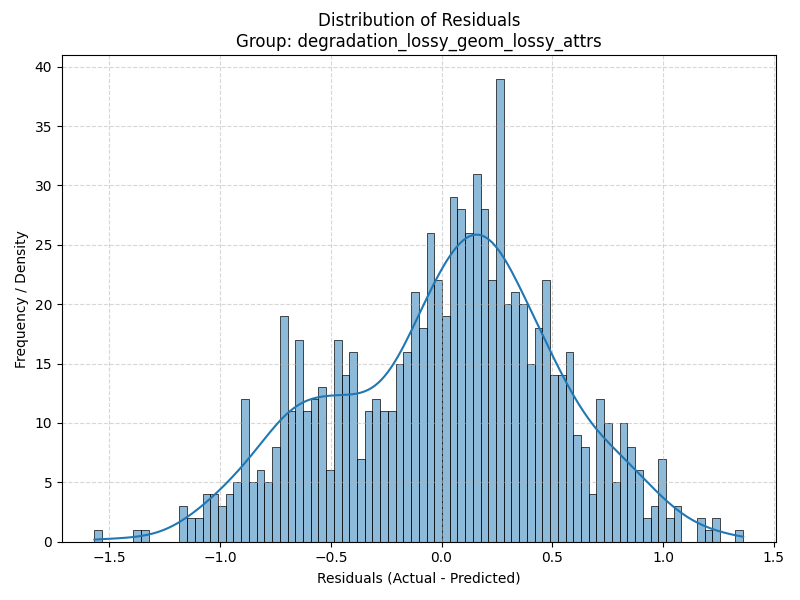 Distribution of Residuals
Group: degradation_lossy_geom_lossy_attrs
Frequency / Density
40
35
30
25
20
15
10
5
0
−1.5 −1.0 −0.5 0.0 0.5 1.0 1.5
Residuals (Actual - Predicted)